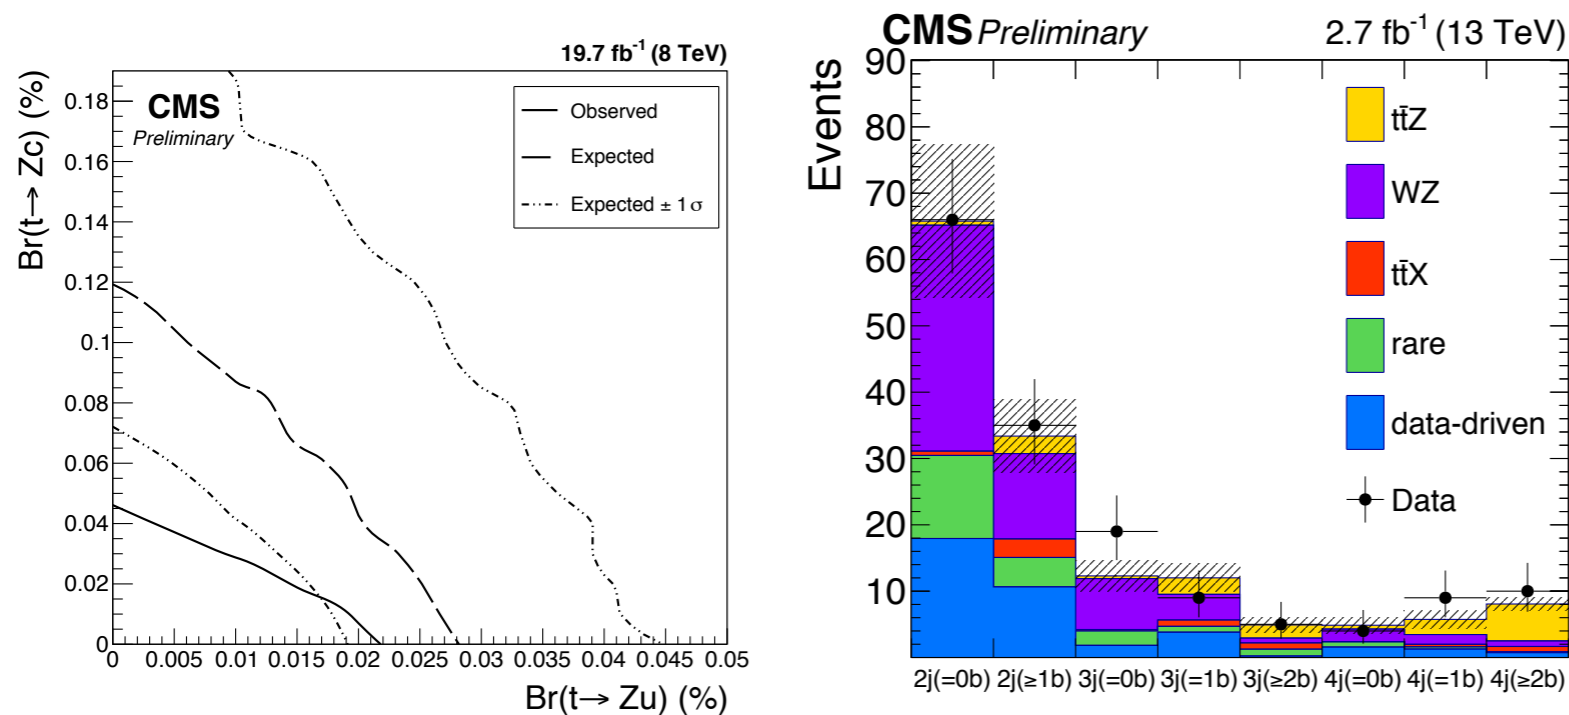 19.7 fb⁻¹ (8 TeV)
CMS
Preliminary
Observed
Expected
Expected ± 1 σ
Br(t→ Zc) (%)
0.18
0.16
0.14
0.12
0.1
0.08
0.06
0.04
0.02
0
0 0.005 0.01 0.015 0.02 0.025 0.03 0.035 0.04 0.045 0.05
Br(t→ Zu) (%)
CMS Preliminary 2.7 fb⁻¹ (13 TeV)
Events
90
80
70
60
50
40
30
20
10
tt̄Z
WZ
tt̄X
rare
data-driven
Data
2j(=0b) 2j(≥1b) 3j(=0b) 3j(=1b) 3j(≥2b) 4j(=0b) 4j(=1b) 4j(≥2b)